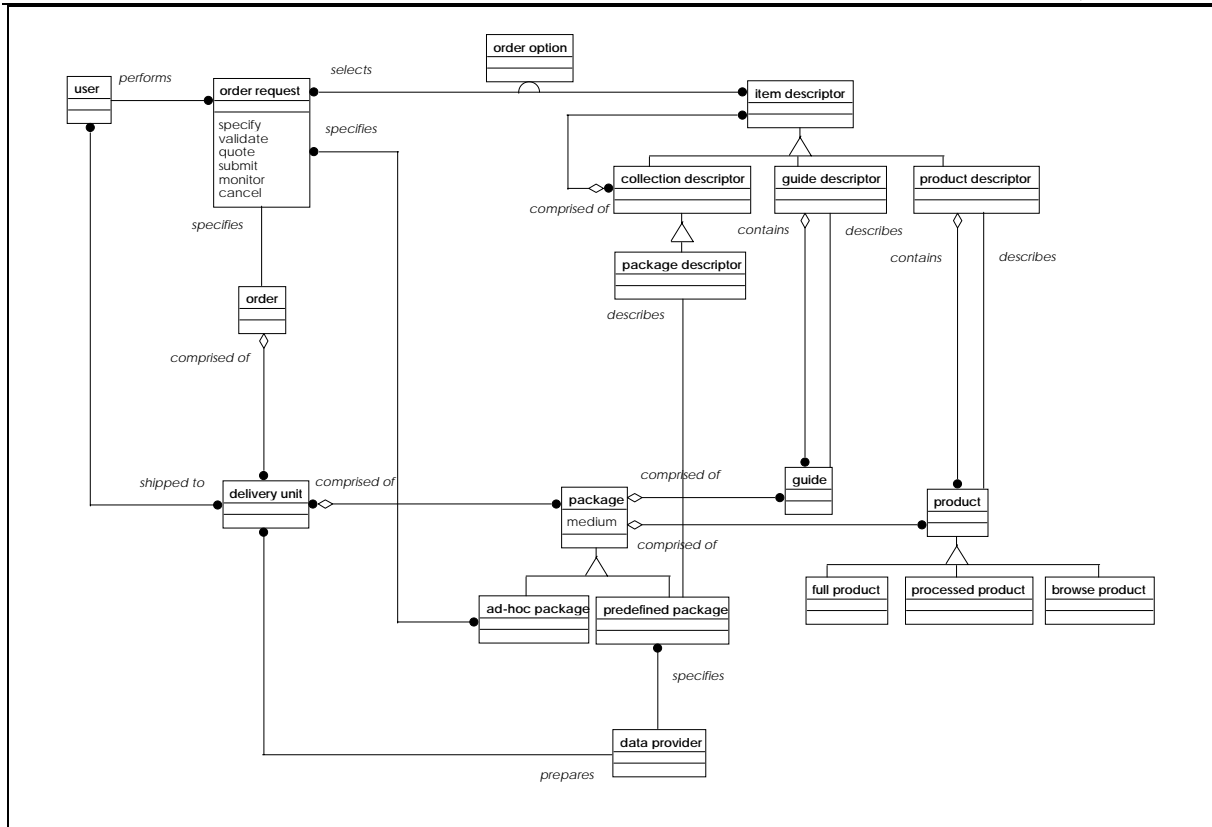 order option
performs
selects
user
order request
item descriptor
specify
validate
quote
submit
monitor
cancel
specifies
collection descriptor
guide descriptor
product descriptor
comprised of
specifies
contains
describes
contains
describes
package descriptor
order
describes
comprised of
shipped to
comprised of
comprised of
guide
delivery unit
package
product
medium
comprised of
full product
processed product
browse product
ad-hoc package
predefined package
specifies
data provider
prepares